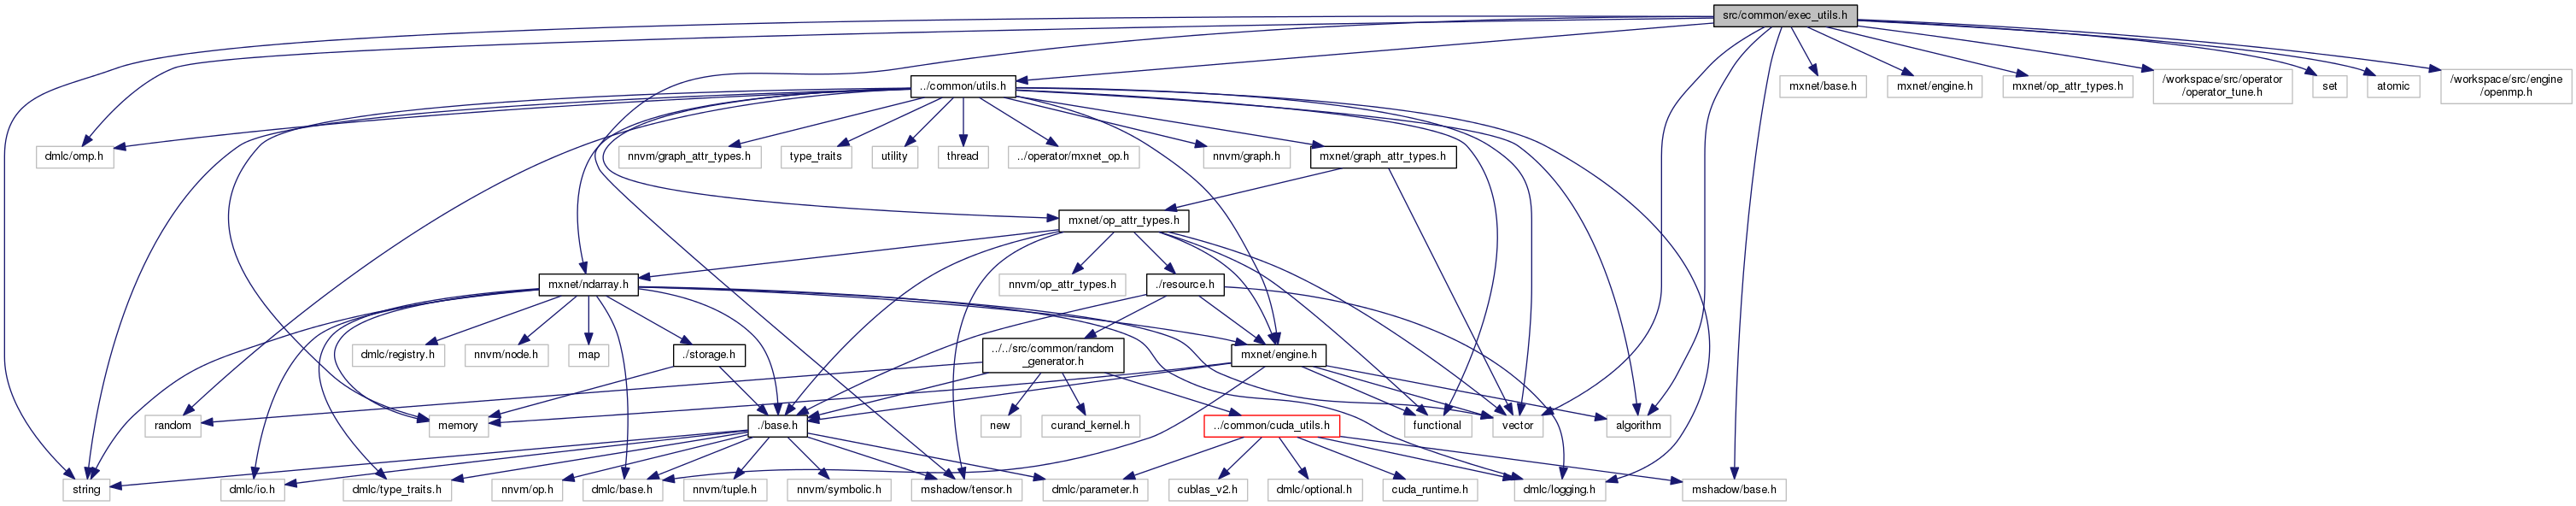 src/common/exec_utils.h
../common/utils.h
mxnet/base.h
mxnet/engine.h
mxnet/op_attr_types.h
/workspace/src/operator
/operator_tune.h
set
atomic
/workspace/src/engine
/openmp.h
dmlc/omp.h
nnvm/graph_attr_types.h
type_traits
utility
thread
../operator/mxnet_op.h
nnvm/graph.h
mxnet/graph_attr_types.h
mxnet/op_attr_types.h
mxnet/ndarray.h
nnvm/op_attr_types.h
./resource.h
dmlc/registry.h
nnvm/node.h
map
./storage.h
../../src/common/random
_generator.h
mxnet/engine.h
random
memory
./base.h
new
curand_kernel.h
../common/cuda_utils.h
functional
vector
algorithm
string
dmlc/io.h
dmlc/type_traits.h
nnvm/op.h
dmlc/base.h
nnvm/tuple.h
nnvm/symbolic.h
mshadow/tensor.h
dmlc/parameter.h
cublas_v2.h
dmlc/optional.h
cuda_runtime.h
dmlc/logging.h
mshadow/base.h